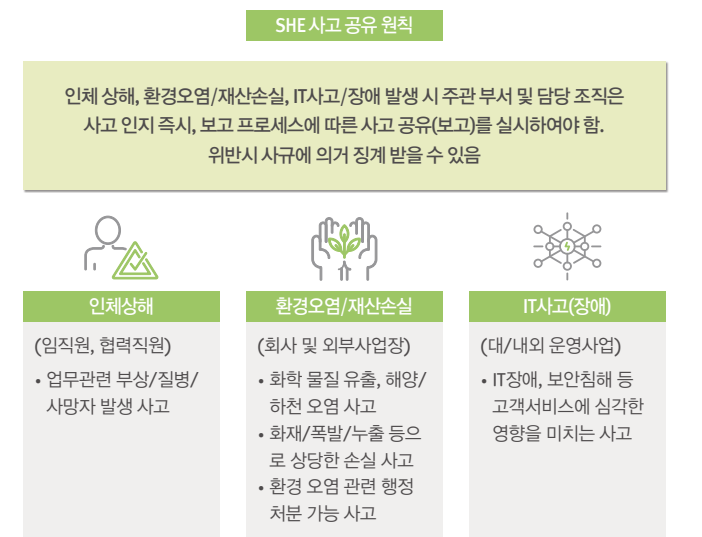 SHE 사고 공유 원칙
인체 상해, 환경오염/재산손실, IT사고/장애 발생 시 주관 부서 및 담당 조직은
사고 인지 즉시, 보고 프로세스에 따른 사고 공유(보고)를 실시하여야 함.
위반시 사규에 의거 징계 받을 수 있음
인체상해
(임직원, 협력직원)
• 업무관련 부상/질병/
사망자 발생 사고
환경오염/재산손실
(회사 및 외부사업장)
• 화학 물질 유출, 해양/
하천 오염 사고
• 화재/폭발/누출 등으
로 상당한 손실 사고
• 환경 오염 관련 행정
처분 가능 사고
IT사고(장애)
(대/내외 운영사업)
• IT장애, 보안침해 등
고객서비스에 심각한
영향을 미치는 사고